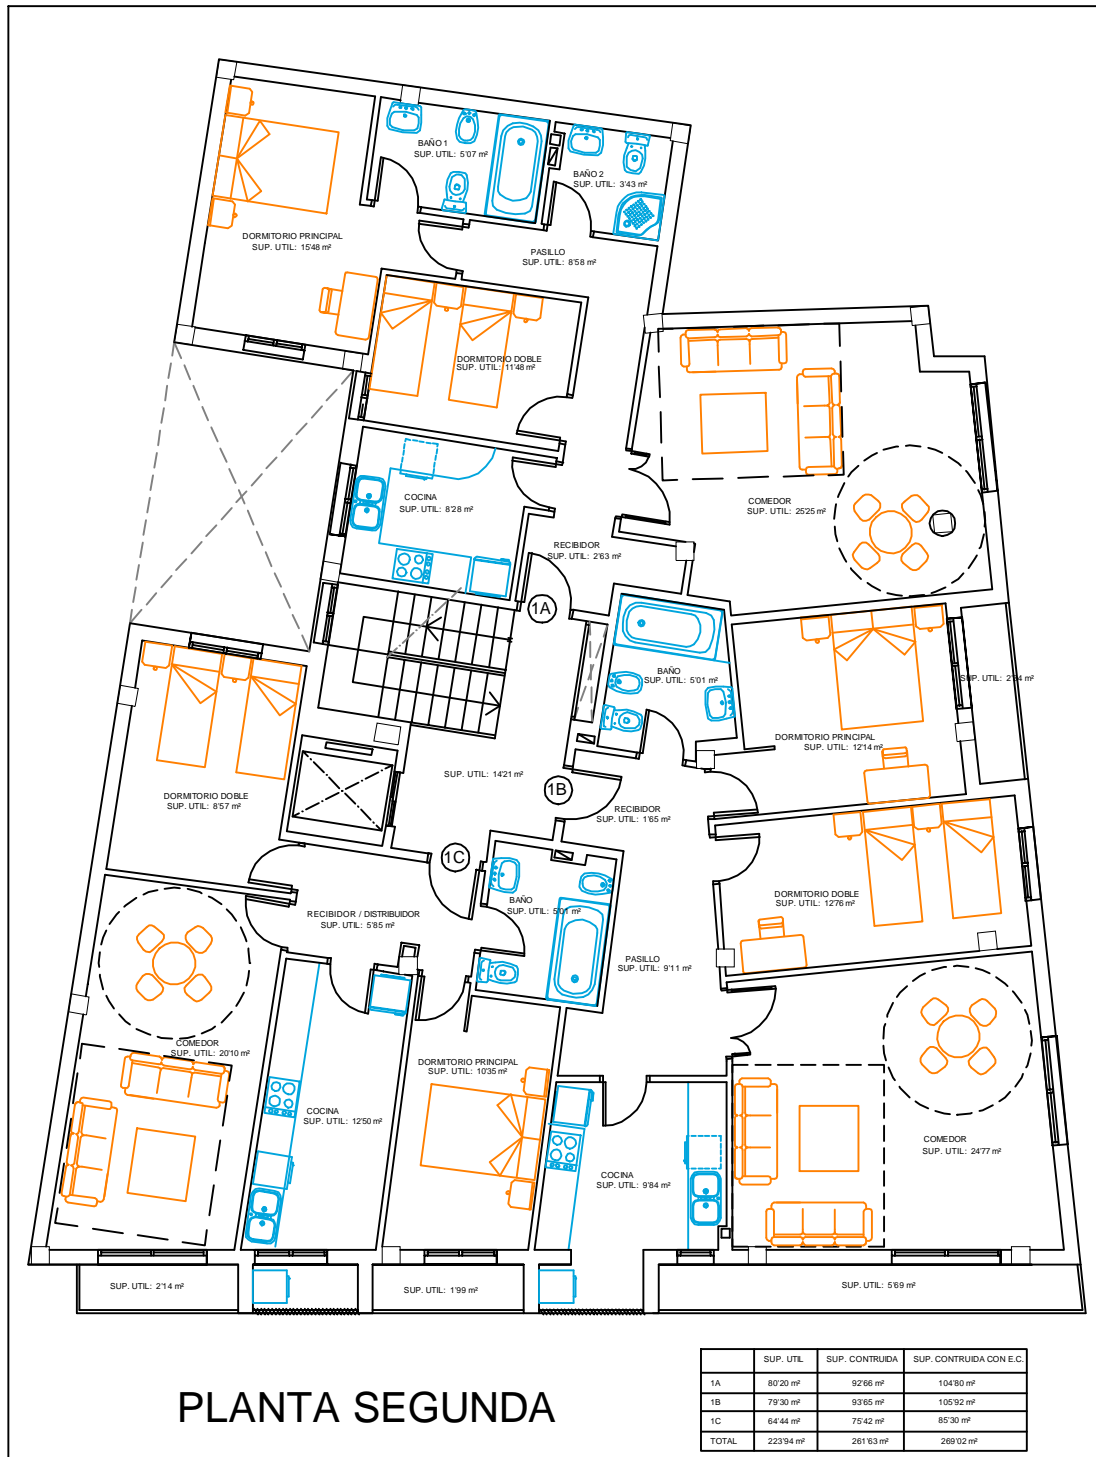 BAÑO 1
SUP. UTIL: 5'07 m²
BAÑO 2
SUP. UTIL: 3'43 m²
DORMITORIO PRINCIPAL
SUP. UTIL: 15'48 m²
PASILLO
SUP. UTIL: 8'58 m²
DORMITORIO DOBLE
SUP. UTIL: 11'48 m²
COCINA
SUP. UTIL: 8'28 m²
COMEDOR
SUP. UTIL: 25'25 m²
RECIBIDOR
SUP. UTIL: 2'63 m²
1A
BAÑO
SUP. UTIL: 5'01 m²
DORMITORIO PRINCIPAL
SUP. UTIL: 12'14 m²
SUP. UTIL: 14'21 m²
1B
RECIBIDOR
SUP. UTIL: 1'65 m²
DORMITORIO DOBLE
SUP. UTIL: 8'57 m²
1C
BAÑO
SUP. UTIL: 5'01 m²
DORMITORIO DOBLE
SUP. UTIL: 12'76 m²
RECIBIDOR / DISTRIBUIDOR
SUP. UTIL: 5'85 m²
PASILLO
SUP. UTIL: 9'11 m²
COMEDOR
SUP. UTIL: 20'10 m²
DORMITORIO PRINCIPAL
SUP. UTIL: 10'35 m²
COCINA
SUP. UTIL: 12'50 m²
COCINA
SUP. UTIL: 9'84 m²
COMEDOR
SUP. UTIL: 24'77 m²
SUP. UTIL: 2'14 m²
SUP. UTIL: 1'99 m²
SUP. UTIL: 5'69 m²
PLANTA SEGUNDA
SUP. UTIL SUP. CONTRUIDA SUP. CONTRUIDA CON E.C.
1A 80'20 m² 92'66 m² 104'80 m²
1B 79'30 m² 93'65 m² 105'92 m²
1C 64'44 m² 75'42 m² 85'30 m²
TOTAL 223'94 m² 261'63 m² 269'02 m²